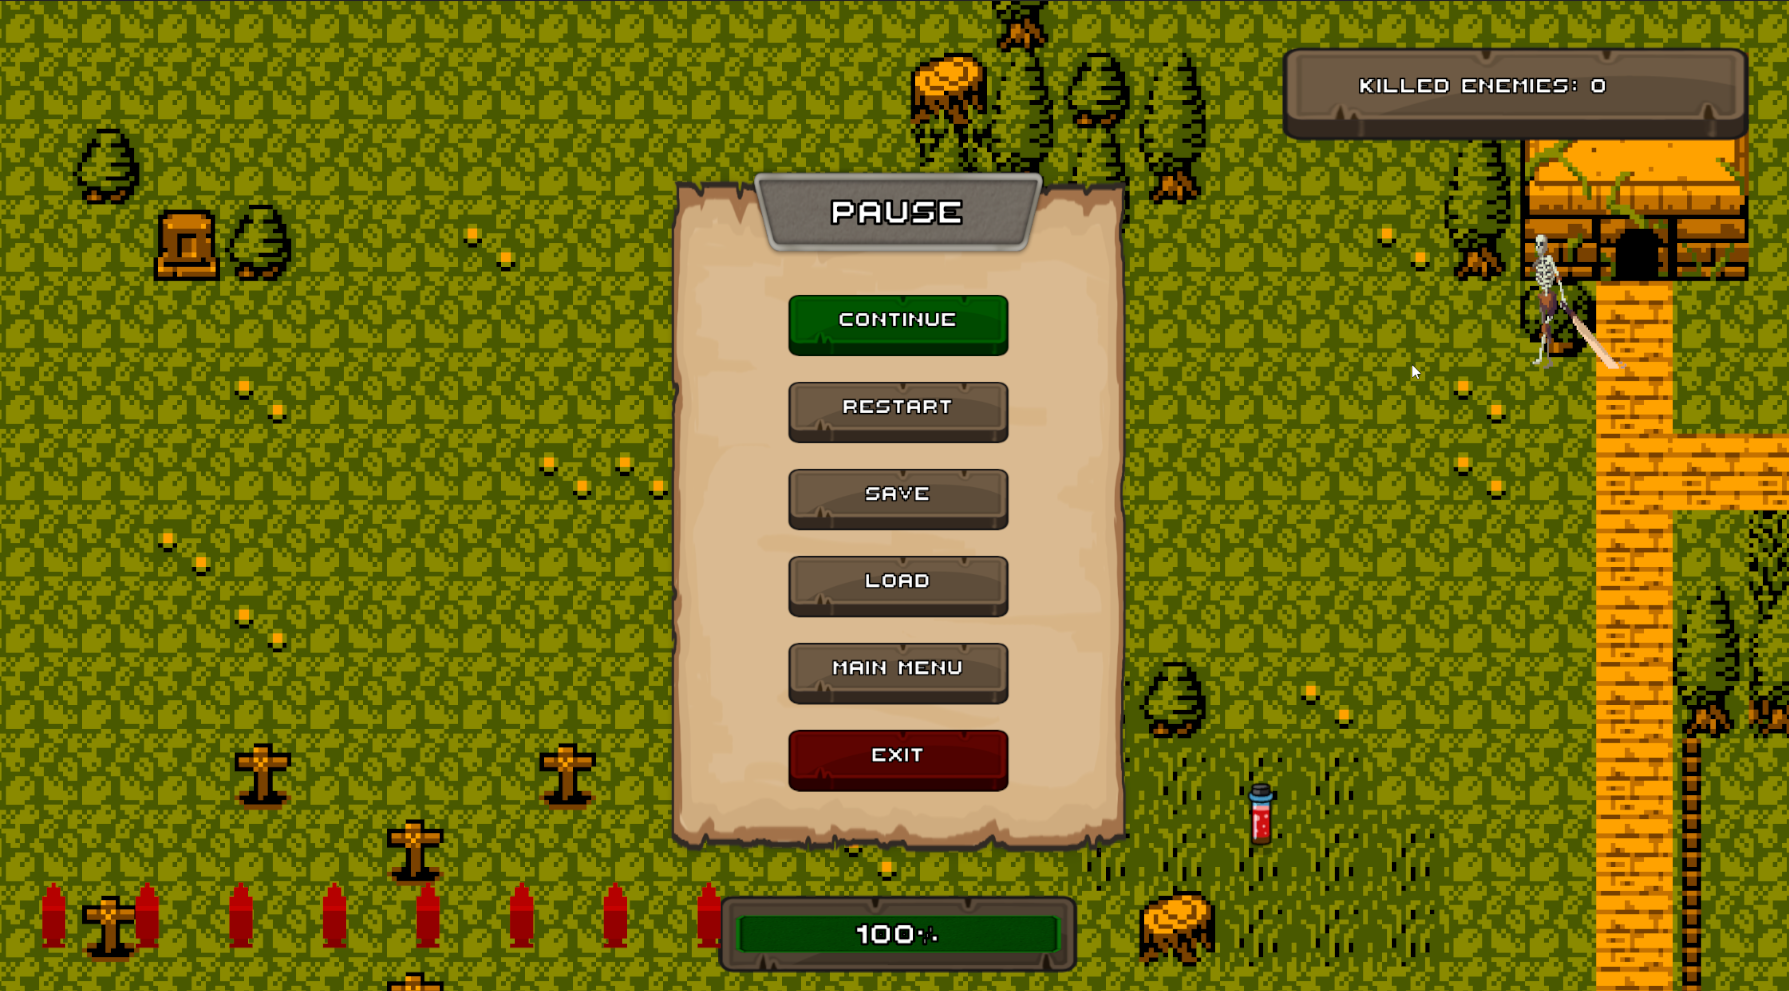 KILLED ENEMIES: 0
PAUSE
CONTINUE
RESTART
SAVE
LOAD
MAIN MENU
EXIT
100%